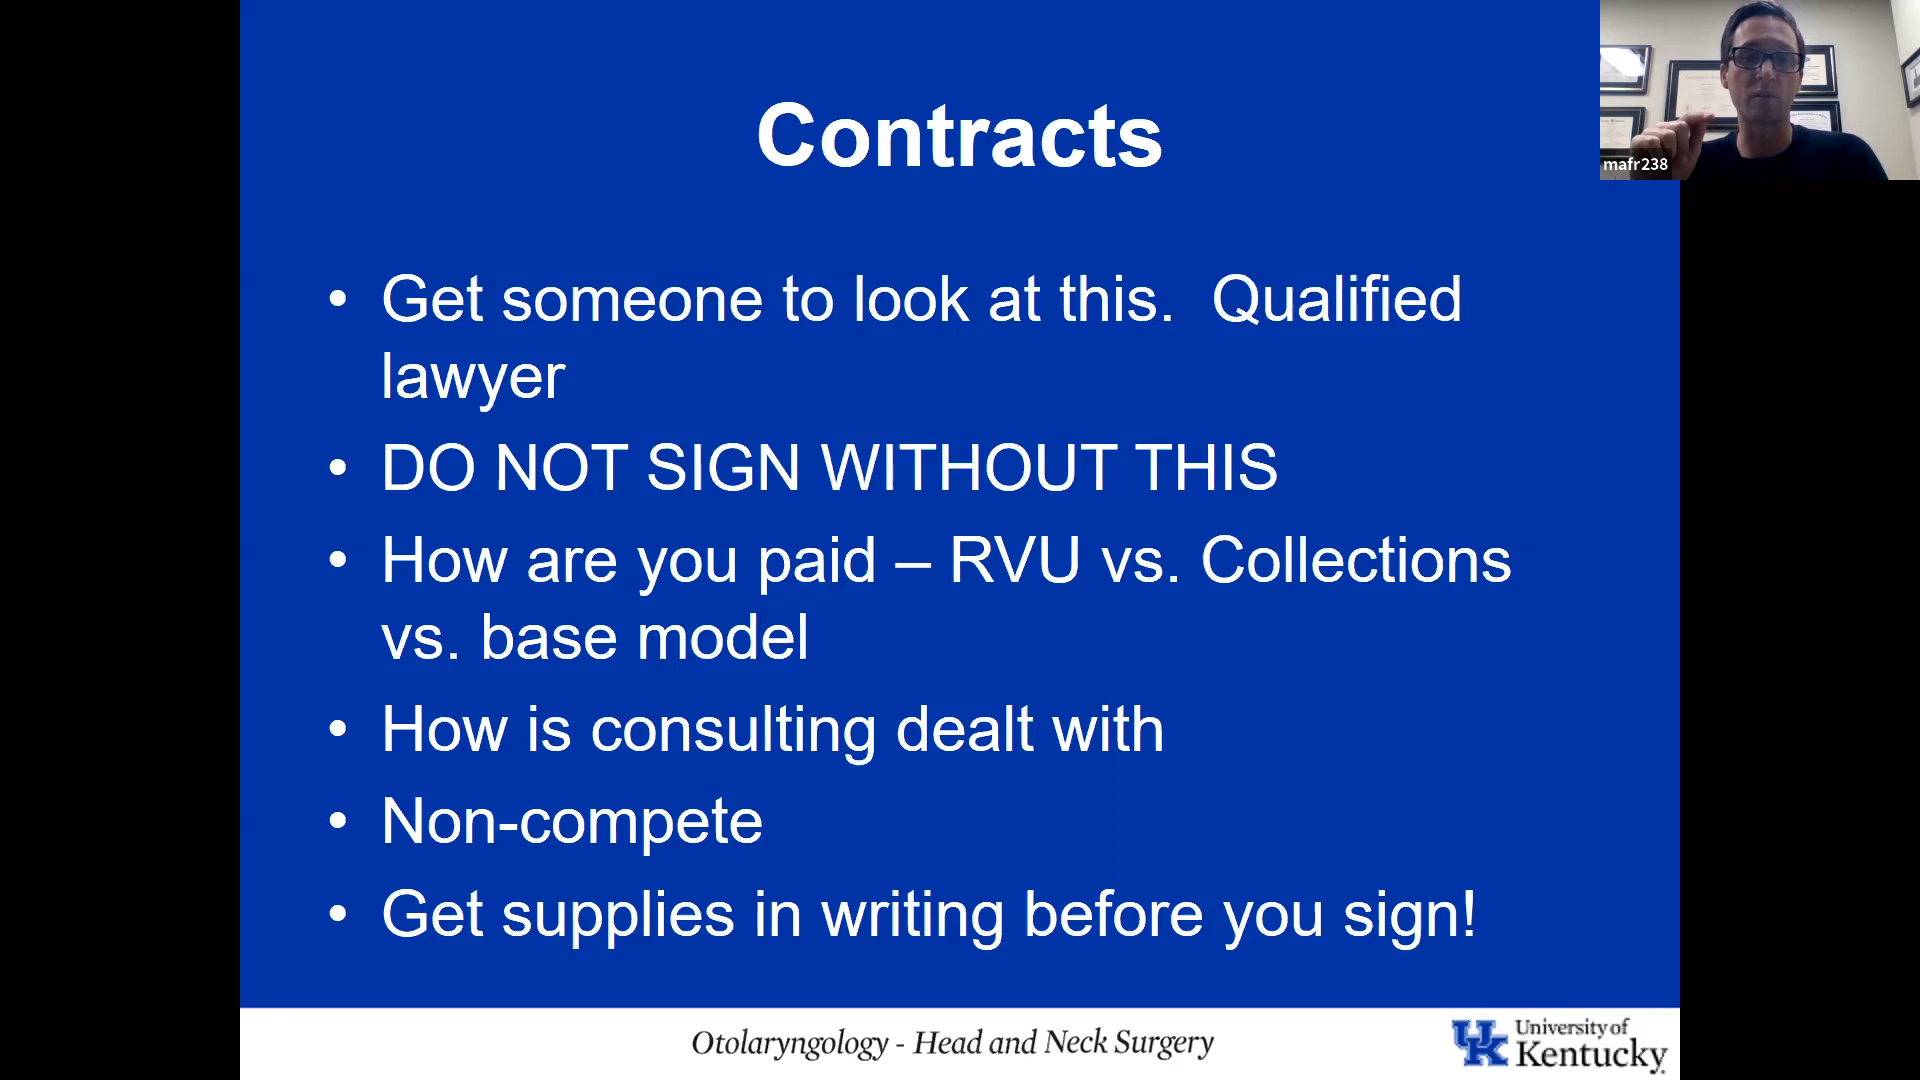 Contracts
• Get someone to look at this.  Qualified
lawyer
• DO NOT SIGN WITHOUT THIS
• How are you paid – RVU vs. Collections
vs. base model
• How is consulting dealt with
• Non-compete
• Get supplies in writing before you sign!
mafr238
Otolaryngology - Head and Neck Surgery
UK
University of
Kentucky